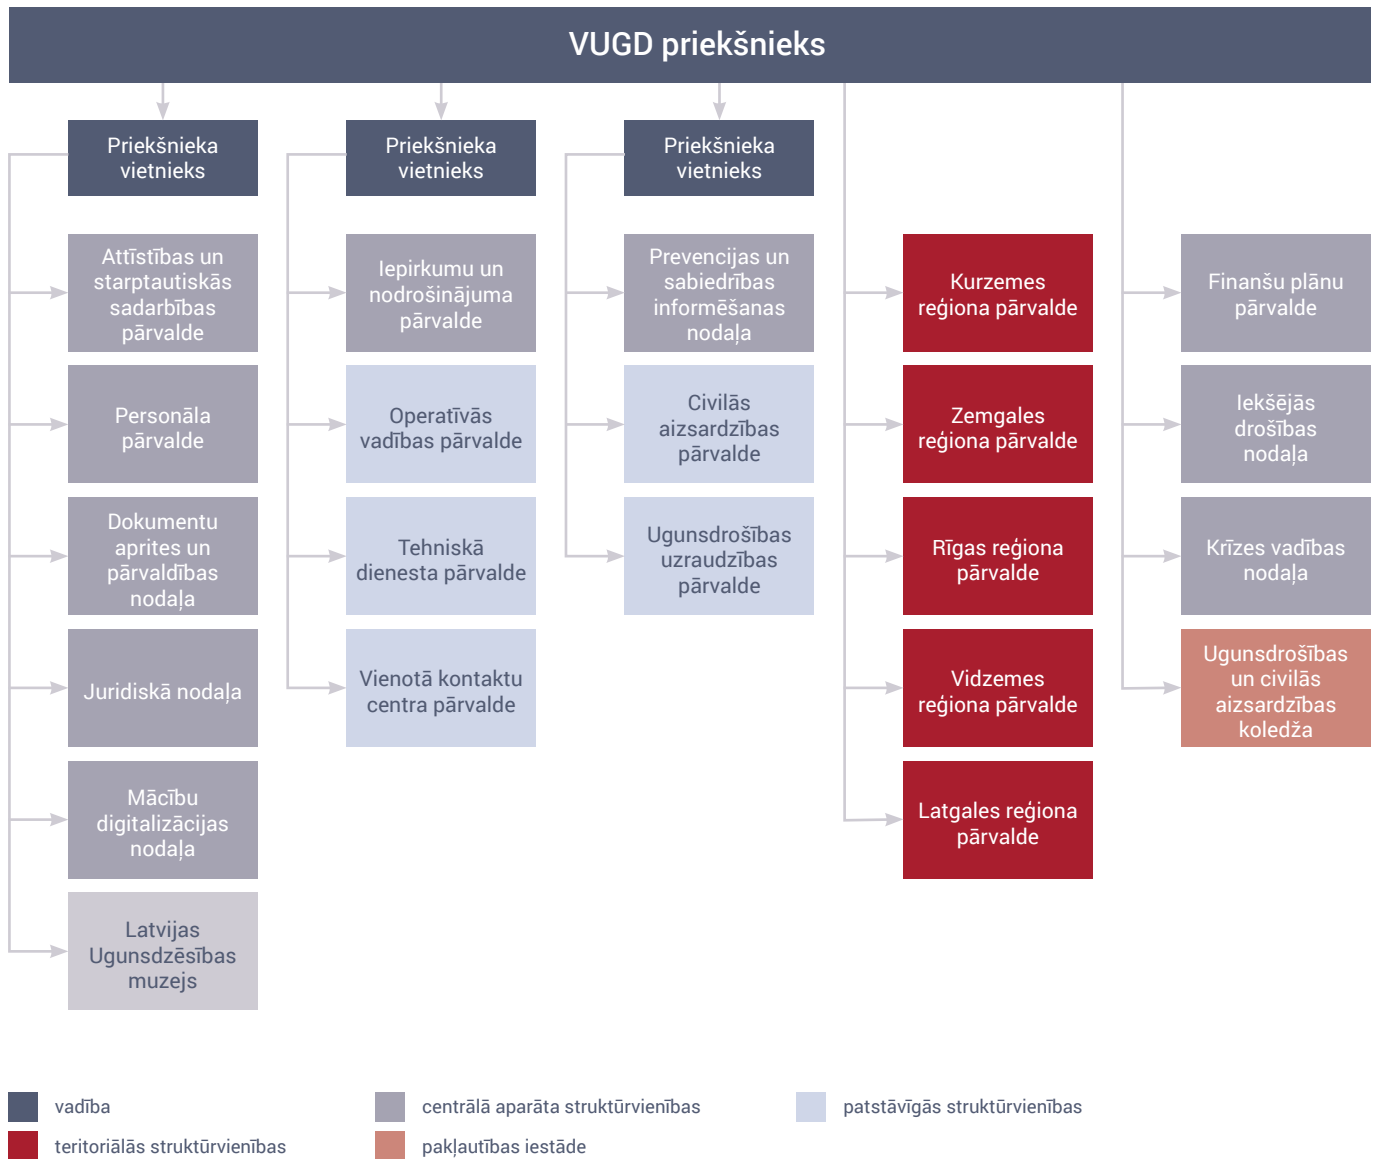 VUGD priekšnieks
Priekšnieka
vietnieks
Attīstības un
starptautiskās
sadarbības
pārvalde
Personāla
pārvalde
Dokumentu
aprites un
pārvaldības
nodaļa
Juridiskā nodaļa
Mācību
digitalizācijas
nodaļa
Latvijas
Ugunsdzēsības
muzejs
Priekšnieka
vietnieks
Iepirkumu un
nodrošinājuma
pārvalde
Operatīvās
vadības pārvalde
Tehniskā
dienesta pārvalde
Vienotā kontaktu
centra pārvalde
Priekšnieka
vietnieks
Prevencijas un
sabiedrības
informēšanas
nodaļa
Civilās
aizsardzības
pārvalde
Ugunsdrošības
uzraudzības
pārvalde
Kurzemes
reģiona pārvalde
Zemgales
reģiona pārvalde
Rīgas reģiona
pārvalde
Vidzemes
reģiona pārvalde
Latgales reģiona
pārvalde
Finanšu plānu
pārvalde
Iekšējās
drošības
nodaļa
Krīzes vadības
nodaļa
Ugunsdrošības
un civilās
aizsardzības
koledža
vadība
centrālā aparāta struktūrvienības
patstāvīgās struktūrvienības
teritoriālās struktūrvienības
pakļautības iestāde